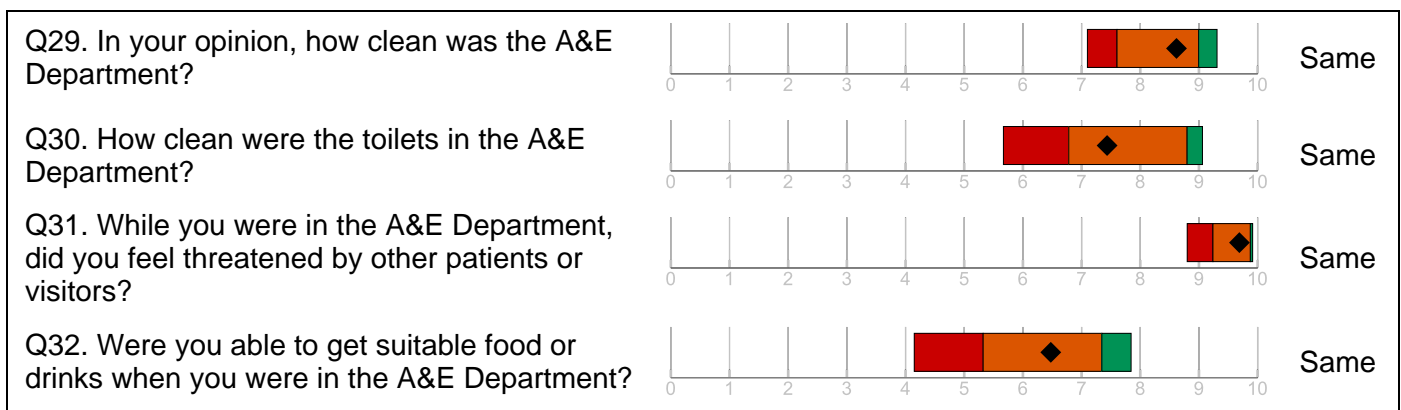 Q29. In your opinion, how clean was the A&E
Department?
Same
0 1 2 3 4 5 6 7 8 9 10
Q30. How clean were the toilets in the A&E
Department?
Same
0 1 2 3 4 5 6 7 8 9 10
Q31. While you were in the A&E Department,
did you feel threatened by other patients or
visitors?
Same
0 1 2 3 4 5 6 7 8 9 10
Q32. Were you able to get suitable food or
drinks when you were in the A&E Department?
Same
0 1 2 3 4 5 6 7 8 9 10